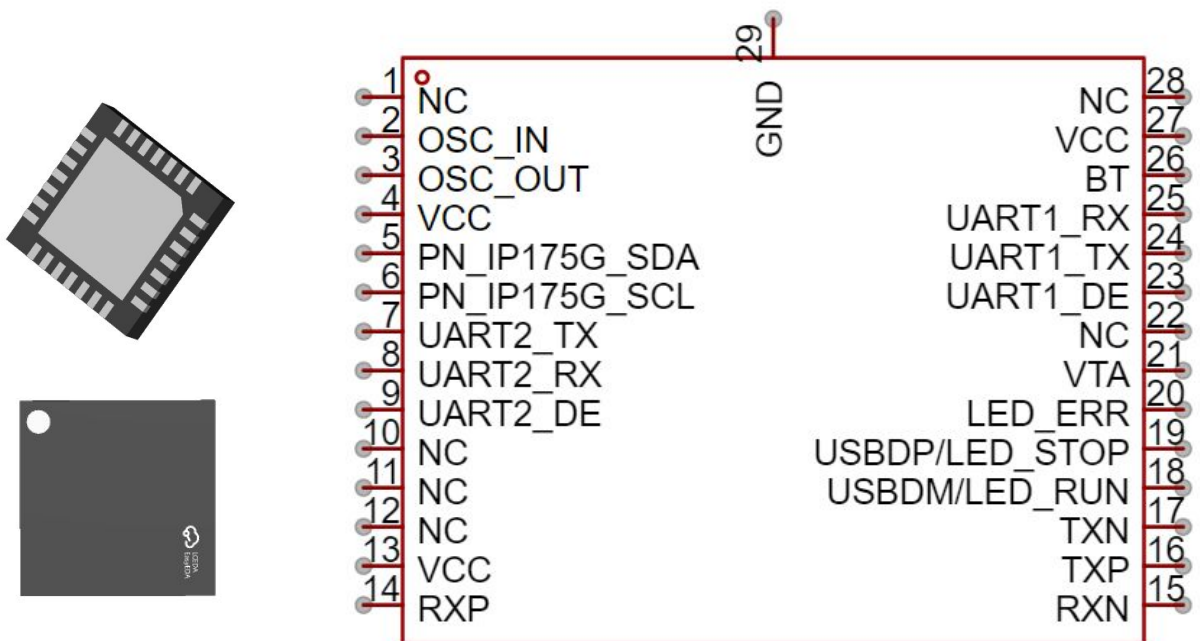 29
GND
1
NC
2
OSC_IN
3
OSC_OUT
4
VCC
5
PN_IP175G_SDA
6
PN_IP175G_SCL
7
UART2_TX
8
UART2_RX
9
UART2_DE
10
NC
11
NC
12
NC
13
VCC
14
RXP
28
NC
27
VCC
26
BT
25
UART1_RX
24
UART1_TX
23
UART1_DE
22
NC
21
VTA
20
LED_ERR
19
USBDP/LED_STOP
18
USBDM/LED_RUN
17
TXN
16
TXP
15
RXN
LCEDA
EasyEDA